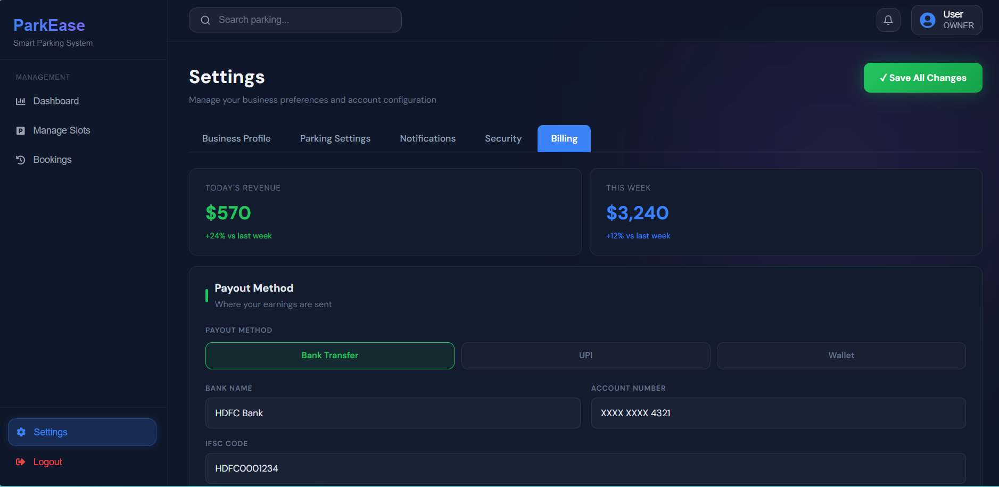 ParkEase
Smart Parking System
MANAGEMENT
Dashboard
Manage Slots
Bookings
Settings
Logout
Search parking...
User
OWNER
Settings
Manage your business preferences and account configuration
✓ Save All Changes
Business Profile
Parking Settings
Notifications
Security
Billing
TODAY'S REVENUE
$570
+24% vs last week
THIS WEEK
$3,240
+12% vs last week
Payout Method
Where your earnings are sent
PAYOUT METHOD
Bank Transfer
UPI
Wallet
BANK NAME
HDFC Bank
ACCOUNT NUMBER
XXXX XXXX 4321
IFSC CODE
HDFC0001234